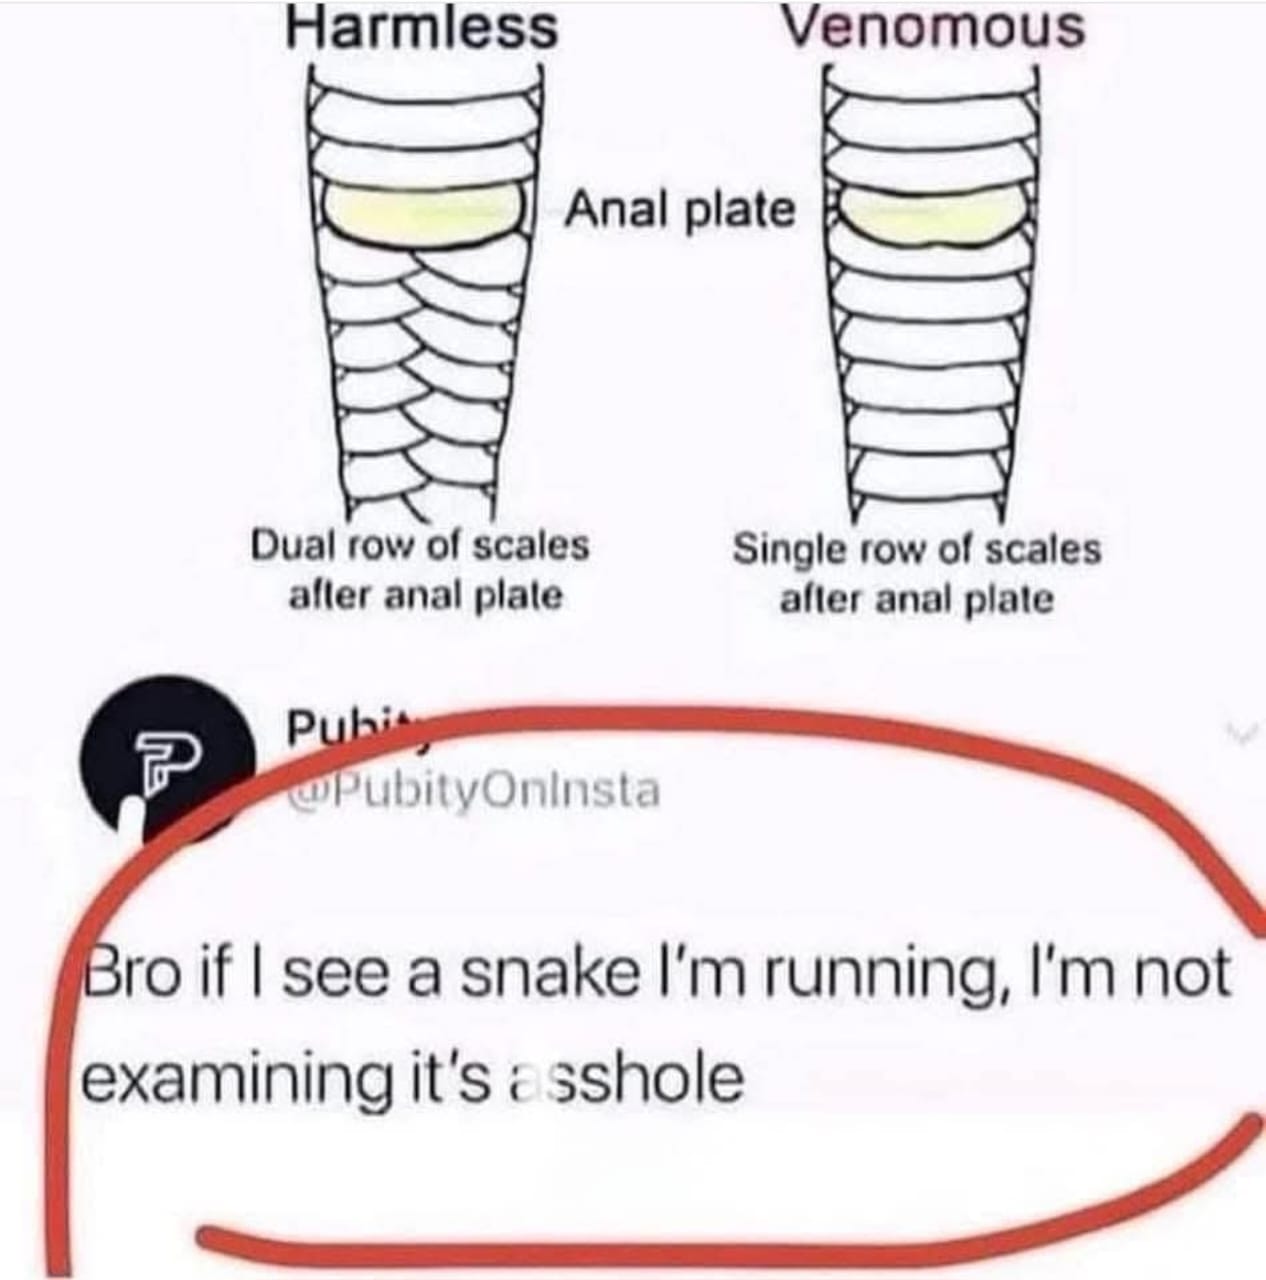 Harmless Venomous
Anal plate
Dual row of scales
after anal plate
Single row of scales
after anal plate
Pubity
@PubityOnInsta
Bro if I see a snake I'm running, I'm not
examining it's asshole